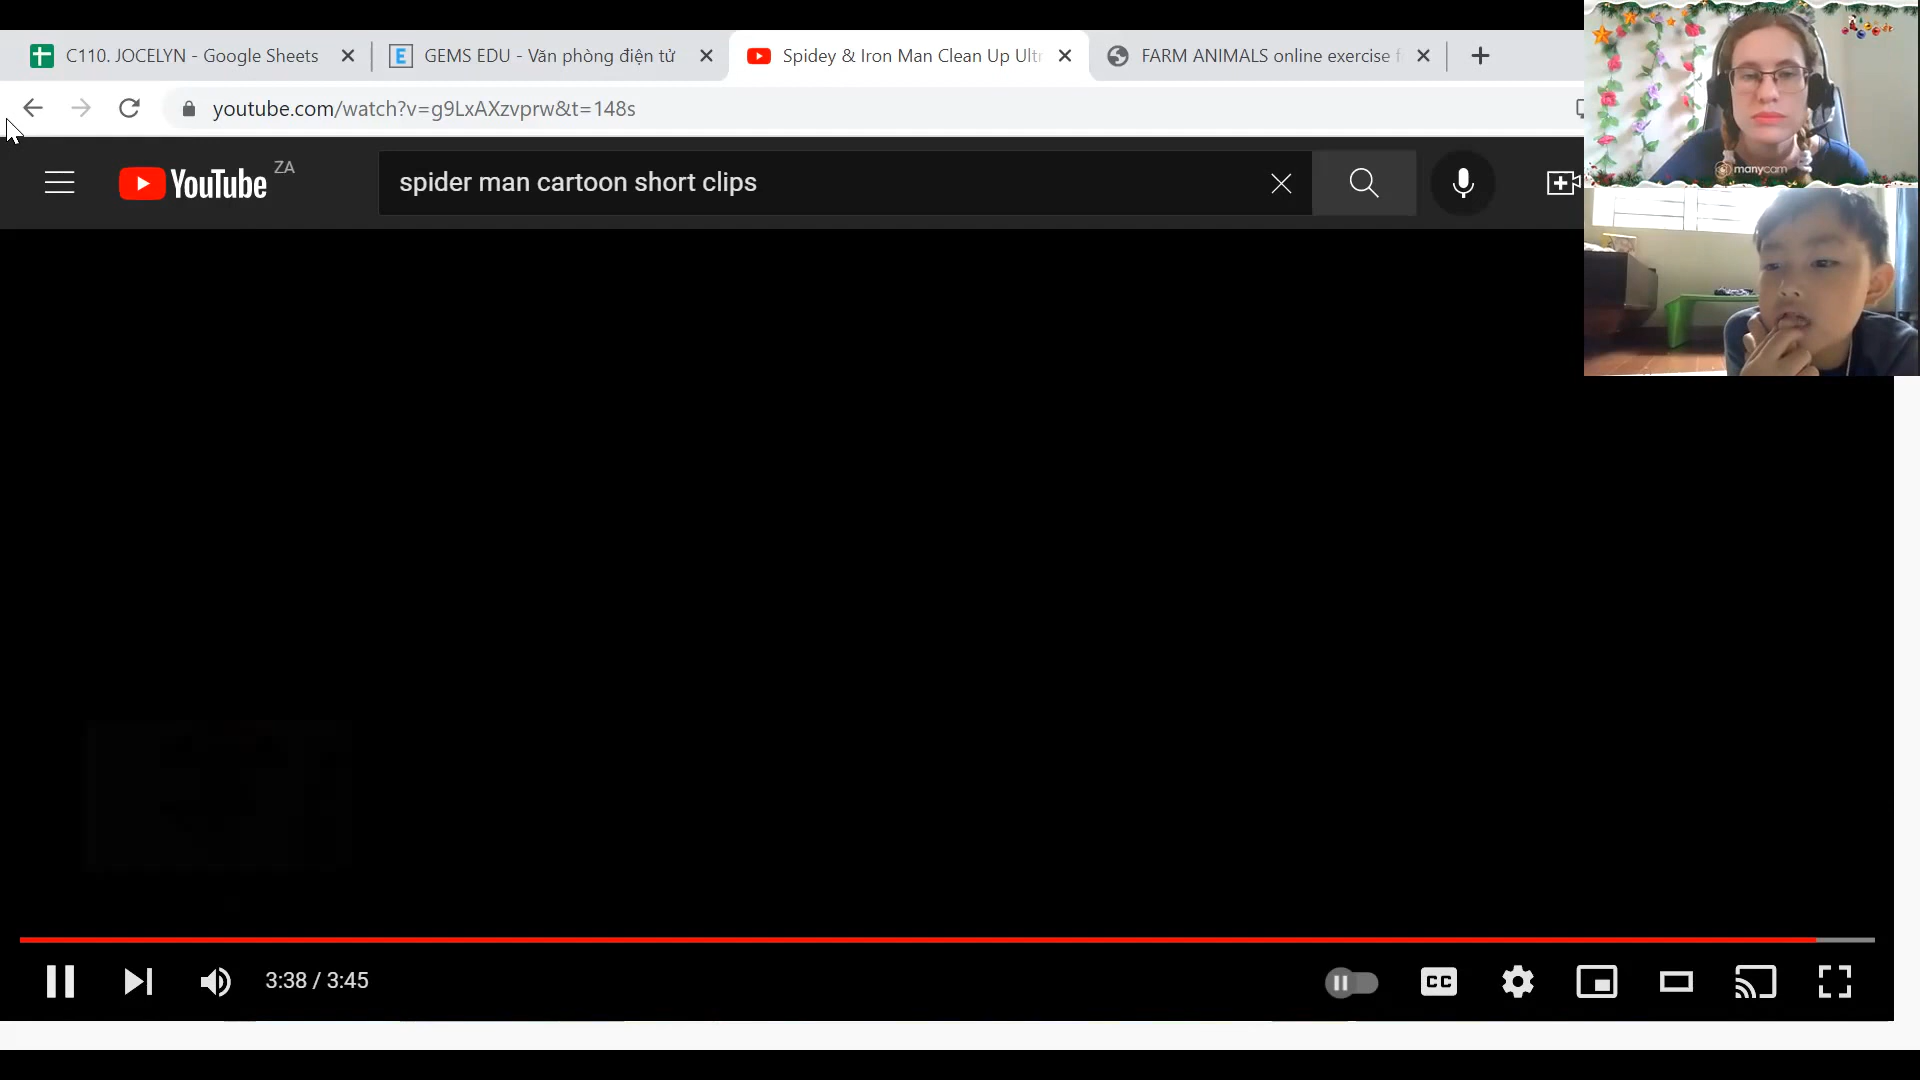 C110. JOCELYN - Google Sheets
GEMS EDU - Văn phòng điện tử
Spidey & Iron Man Clean Up Ultr
FARM ANIMALS online exercise f
youtube.com/watch?v=g9LxAXzvprw&t=148s
YouTube ZA
spider man cartoon short clips
manycam
3:38 / 3:45
CC